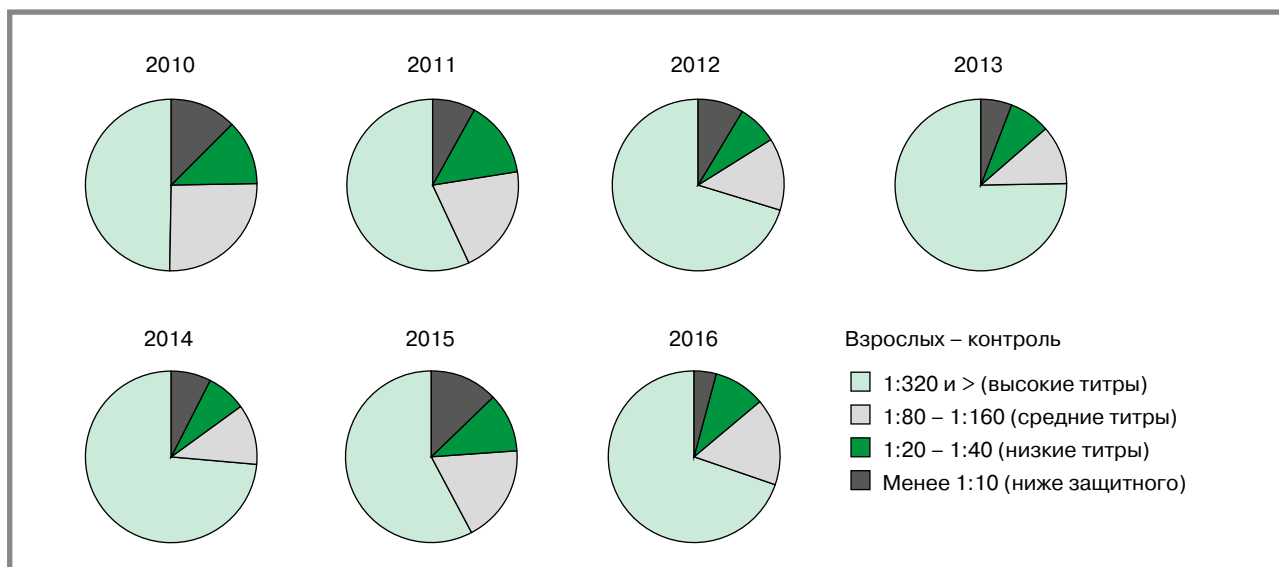 2010
2011
2012
2013
2014
2015
2016
Взрослых – контроль
1:320 и > (высокие титры)
1:80 – 1:160 (средние титры)
1:20 – 1:40 (низкие титры)
Менее 1:10 (ниже защитного)